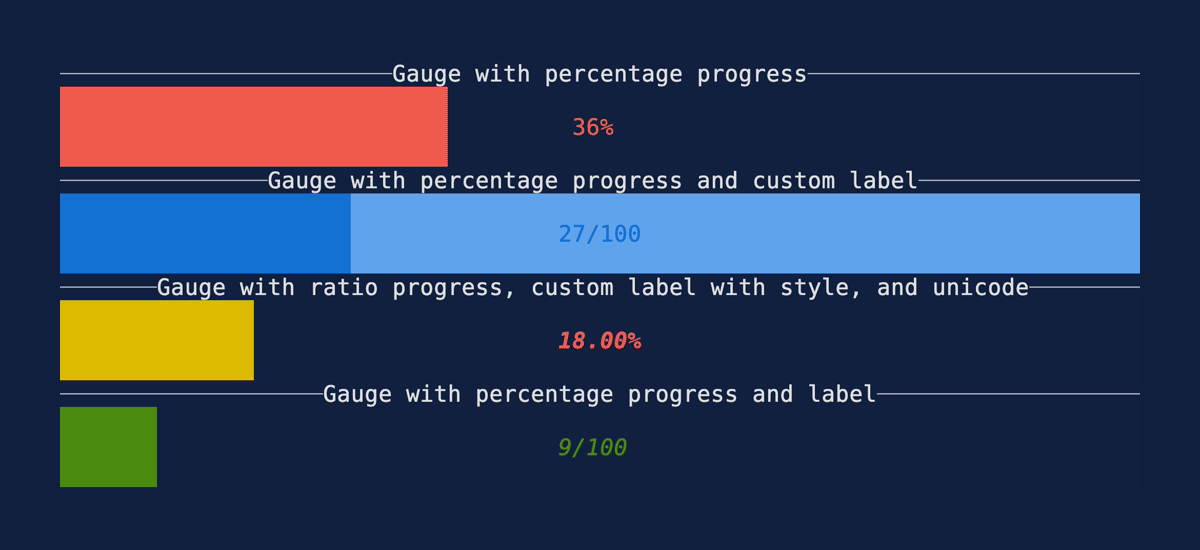 Gauge with percentage progress
36%
Gauge with percentage progress and custom label
27/100
Gauge with ratio progress, custom label with style, and unicode
18.00%
Gauge with percentage progress and label
9/100